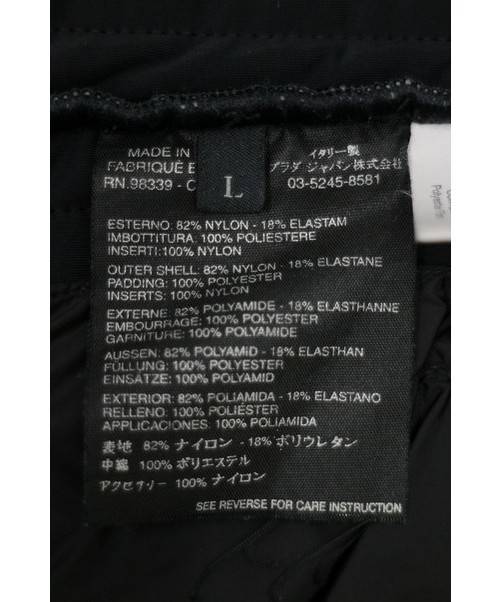 MADE IN
FABRIQUÉ E
RN.98339 - C
L
イタリー製
プラダ ジャパン株式会社
03-5245-8581
ESTERNO: 82% NYLON - 18% ELASTAM
IMBOTTITURA: 100% POLIESTERE
INSERTI:100% NYLON
OUTER SHELL: 82% NYLON - 18% ELASTANE
PADDING: 100% POLYESTER
INSERTS: 100% NYLON
EXTERNE: 82% POLYAMIDE - 18% ELASTHANNE
EMBOURRAGE: 100% POLYESTER
GARNITURE: 100% POLYAMIDE
AUSSEN: 82% POLYAMID - 18% ELASTHAN
FÜLLUNG: 100% POLYESTER
EINSÄTZE: 100% POLYAMID
EXTERIOR: 82% POLIAMIDA - 18% ELASTANO
RELLENO: 100% POLIÉSTER
APPLICACIONES: 100% POLIAMIDA
表地 82% ナイロン - 18% ポリウレタン
中綿 100% ポリエステル
アクセサリー 100% ナイロン
SEE REVERSE FOR CARE INSTRUCTION